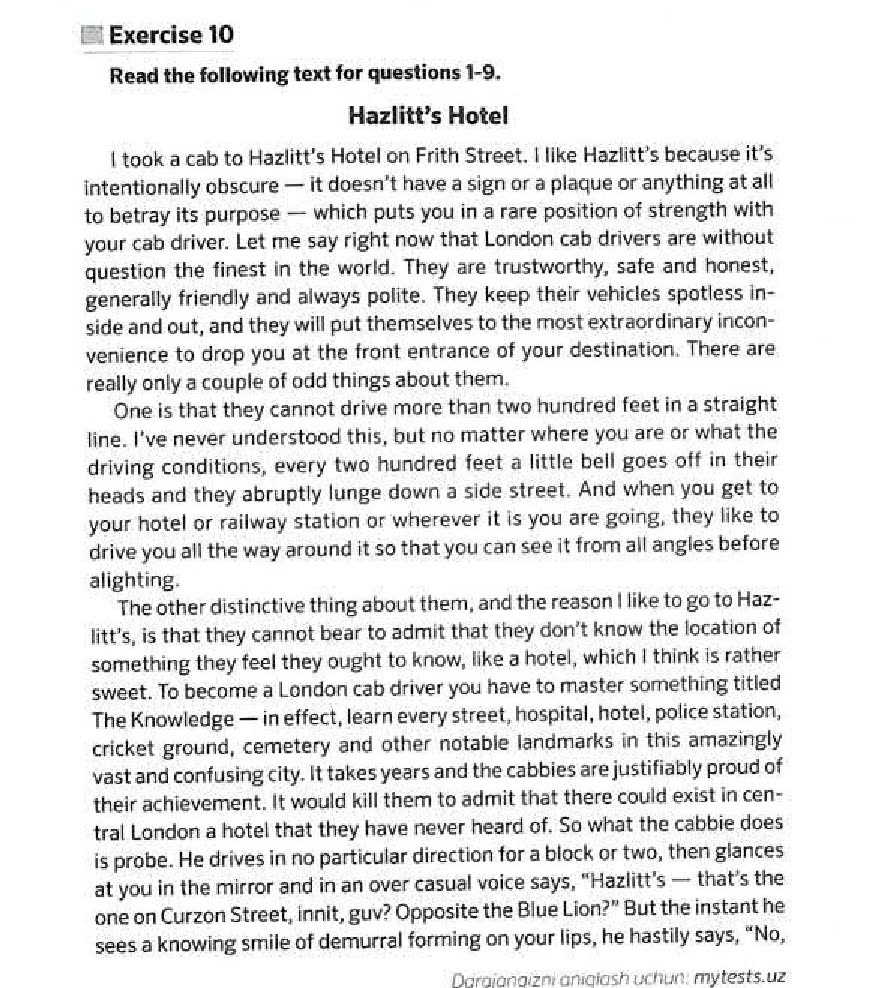 Exercise 10
Read the following text for questions 1-9.
Hazlitt's Hotel
I took a cab to Hazlitt's Hotel on Frith Street. I like Hazlitt's because it's
intentionally obscure — it doesn't have a sign or a plaque or anything at all
to betray its purpose — which puts you in a rare position of strength with
your cab driver. Let me say right now that London cab drivers are without
question the finest in the world. They are trustworthy, safe and honest,
generally friendly and always polite. They keep their vehicles spotless in-
side and out, and they will put themselves to the most extraordinary incon-
venience to drop you at the front entrance of your destination. There are
really only a couple of odd things about them.
One is that they cannot drive more than two hundred feet in a straight
line. I've never understood this, but no matter where you are or what the
driving conditions, every two hundred feet a little bell goes off in their
heads and they abruptly lunge down a side street. And when you get to
your hotel or railway station or wherever it is you are going, they like to
drive you all the way around it so that you can see it from all angles before
alighting.
The other distinctive thing about them, and the reason I like to go to Haz-
litt's, is that they cannot bear to admit that they don't know the location of
something they feel they ought to know, like a hotel, which I think is rather
sweet. To become a London cab driver you have to master something titled
The Knowledge — in effect, learn every street, hospital, hotel, police station,
cricket ground, cemetery and other notable landmarks in this amazingly
vast and confusing city. It takes years and the cabbies are justifiably proud of
their achievement. It would kill them to admit that there could exist in cen-
tral London a hotel that they have never heard of. So what the cabbie does
is probe. He drives in no particular direction for a block or two, then glances
at you in the mirror and in an over casual voice says, "Hazlitt's — that's the
one on Curzon Street, innit, guv? Opposite the Blue Lion?" But the instant he
sees a knowing smile of demurral forming on your lips, he hastily says, "No,
Darajangizni aniqlash uchun: mytests.uz